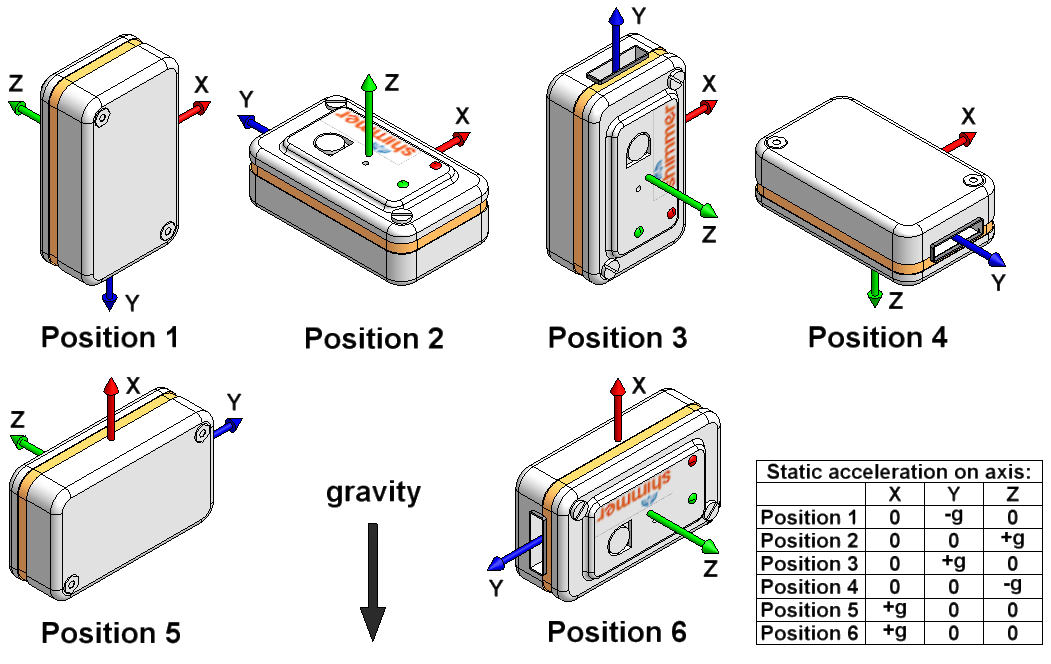 Z X Y
Position 1
Y Z X
shimmer
Position 2
Y X Z
shimmer
Position 3
X Y Z
Position 4
Z X Y
Position 5
gravity
X Y Z
shimmer
Position 6
Static acceleration on axis:
X Y Z
Position 1 0 -g 0
Position 2 0 0 +g
Position 3 0 +g 0
Position 4 0 0 -g
Position 5 +g 0 0
Position 6 +g 0 0